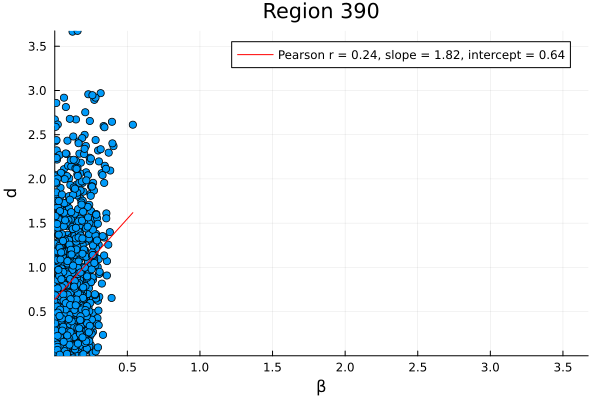 Region 390
Pearson r = 0.24, slope = 1.82, intercept = 0.64
d
3.5
3.0
2.5
2.0
1.5
1.0
0.5
0.5 1.0 1.5 2.0 2.5 3.0 3.5
β